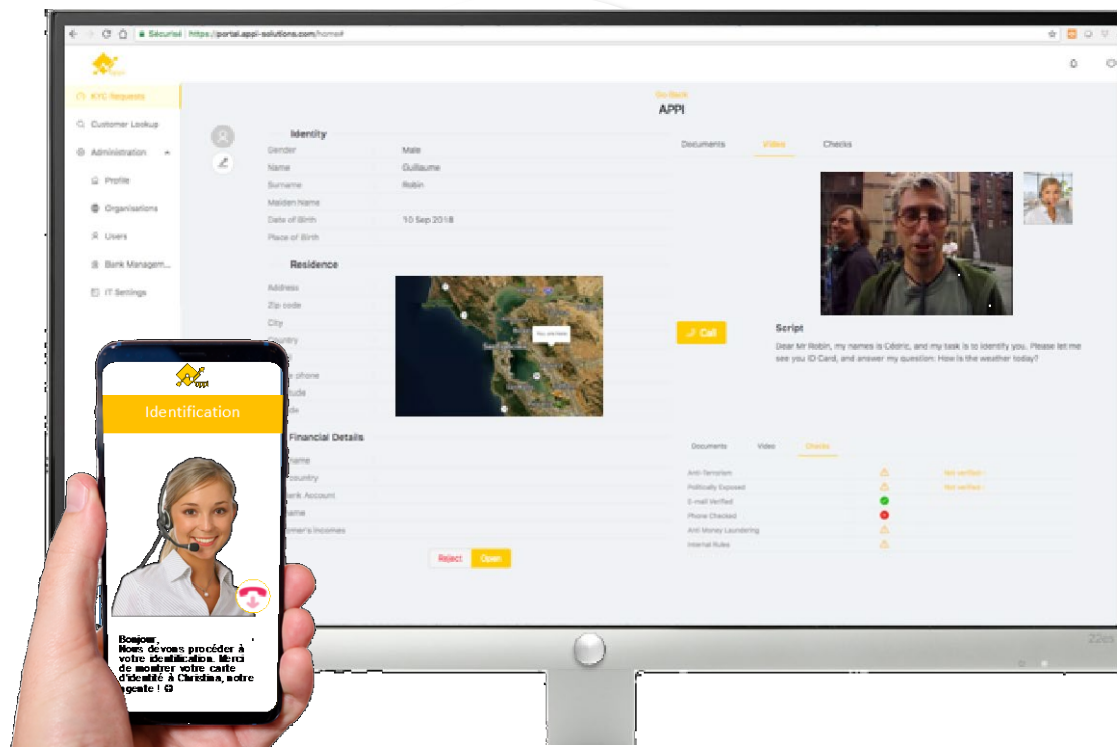 Sécurisé | https://portal.appi-solutions.com/home#
appi
KYC-Requests
Customer Lookup
Administration
Profile
Organisations
Users
Bank Managem...
IT Settings
Go Back
APPI
Identity
Gender Male
Name Guillaume
Surname Robin
Maiden Name
Date of Birth 10 Sep 2018
Place of Birth
Residence
Address
Zip code
City
You are here
Financial Details
Reject Open
Documents Video Checks
Call
Script
Dear Mr Robin, my names is Cédric, and my task is to identify you. Please let me
see you ID Card, and answer my question: How is the weather today?
Documents Video Checks
Anti-Terrorism Not verified
Politically Exposed Not verified
E-mail Verified
Phone Checked
Anti Money Laundering
Internal Rules
22es
appi
Identification
Bonjour,
Nous devons procéder à
votre identification. Merci
de montrer votre carte
d'identité à Christina, notre
agente !